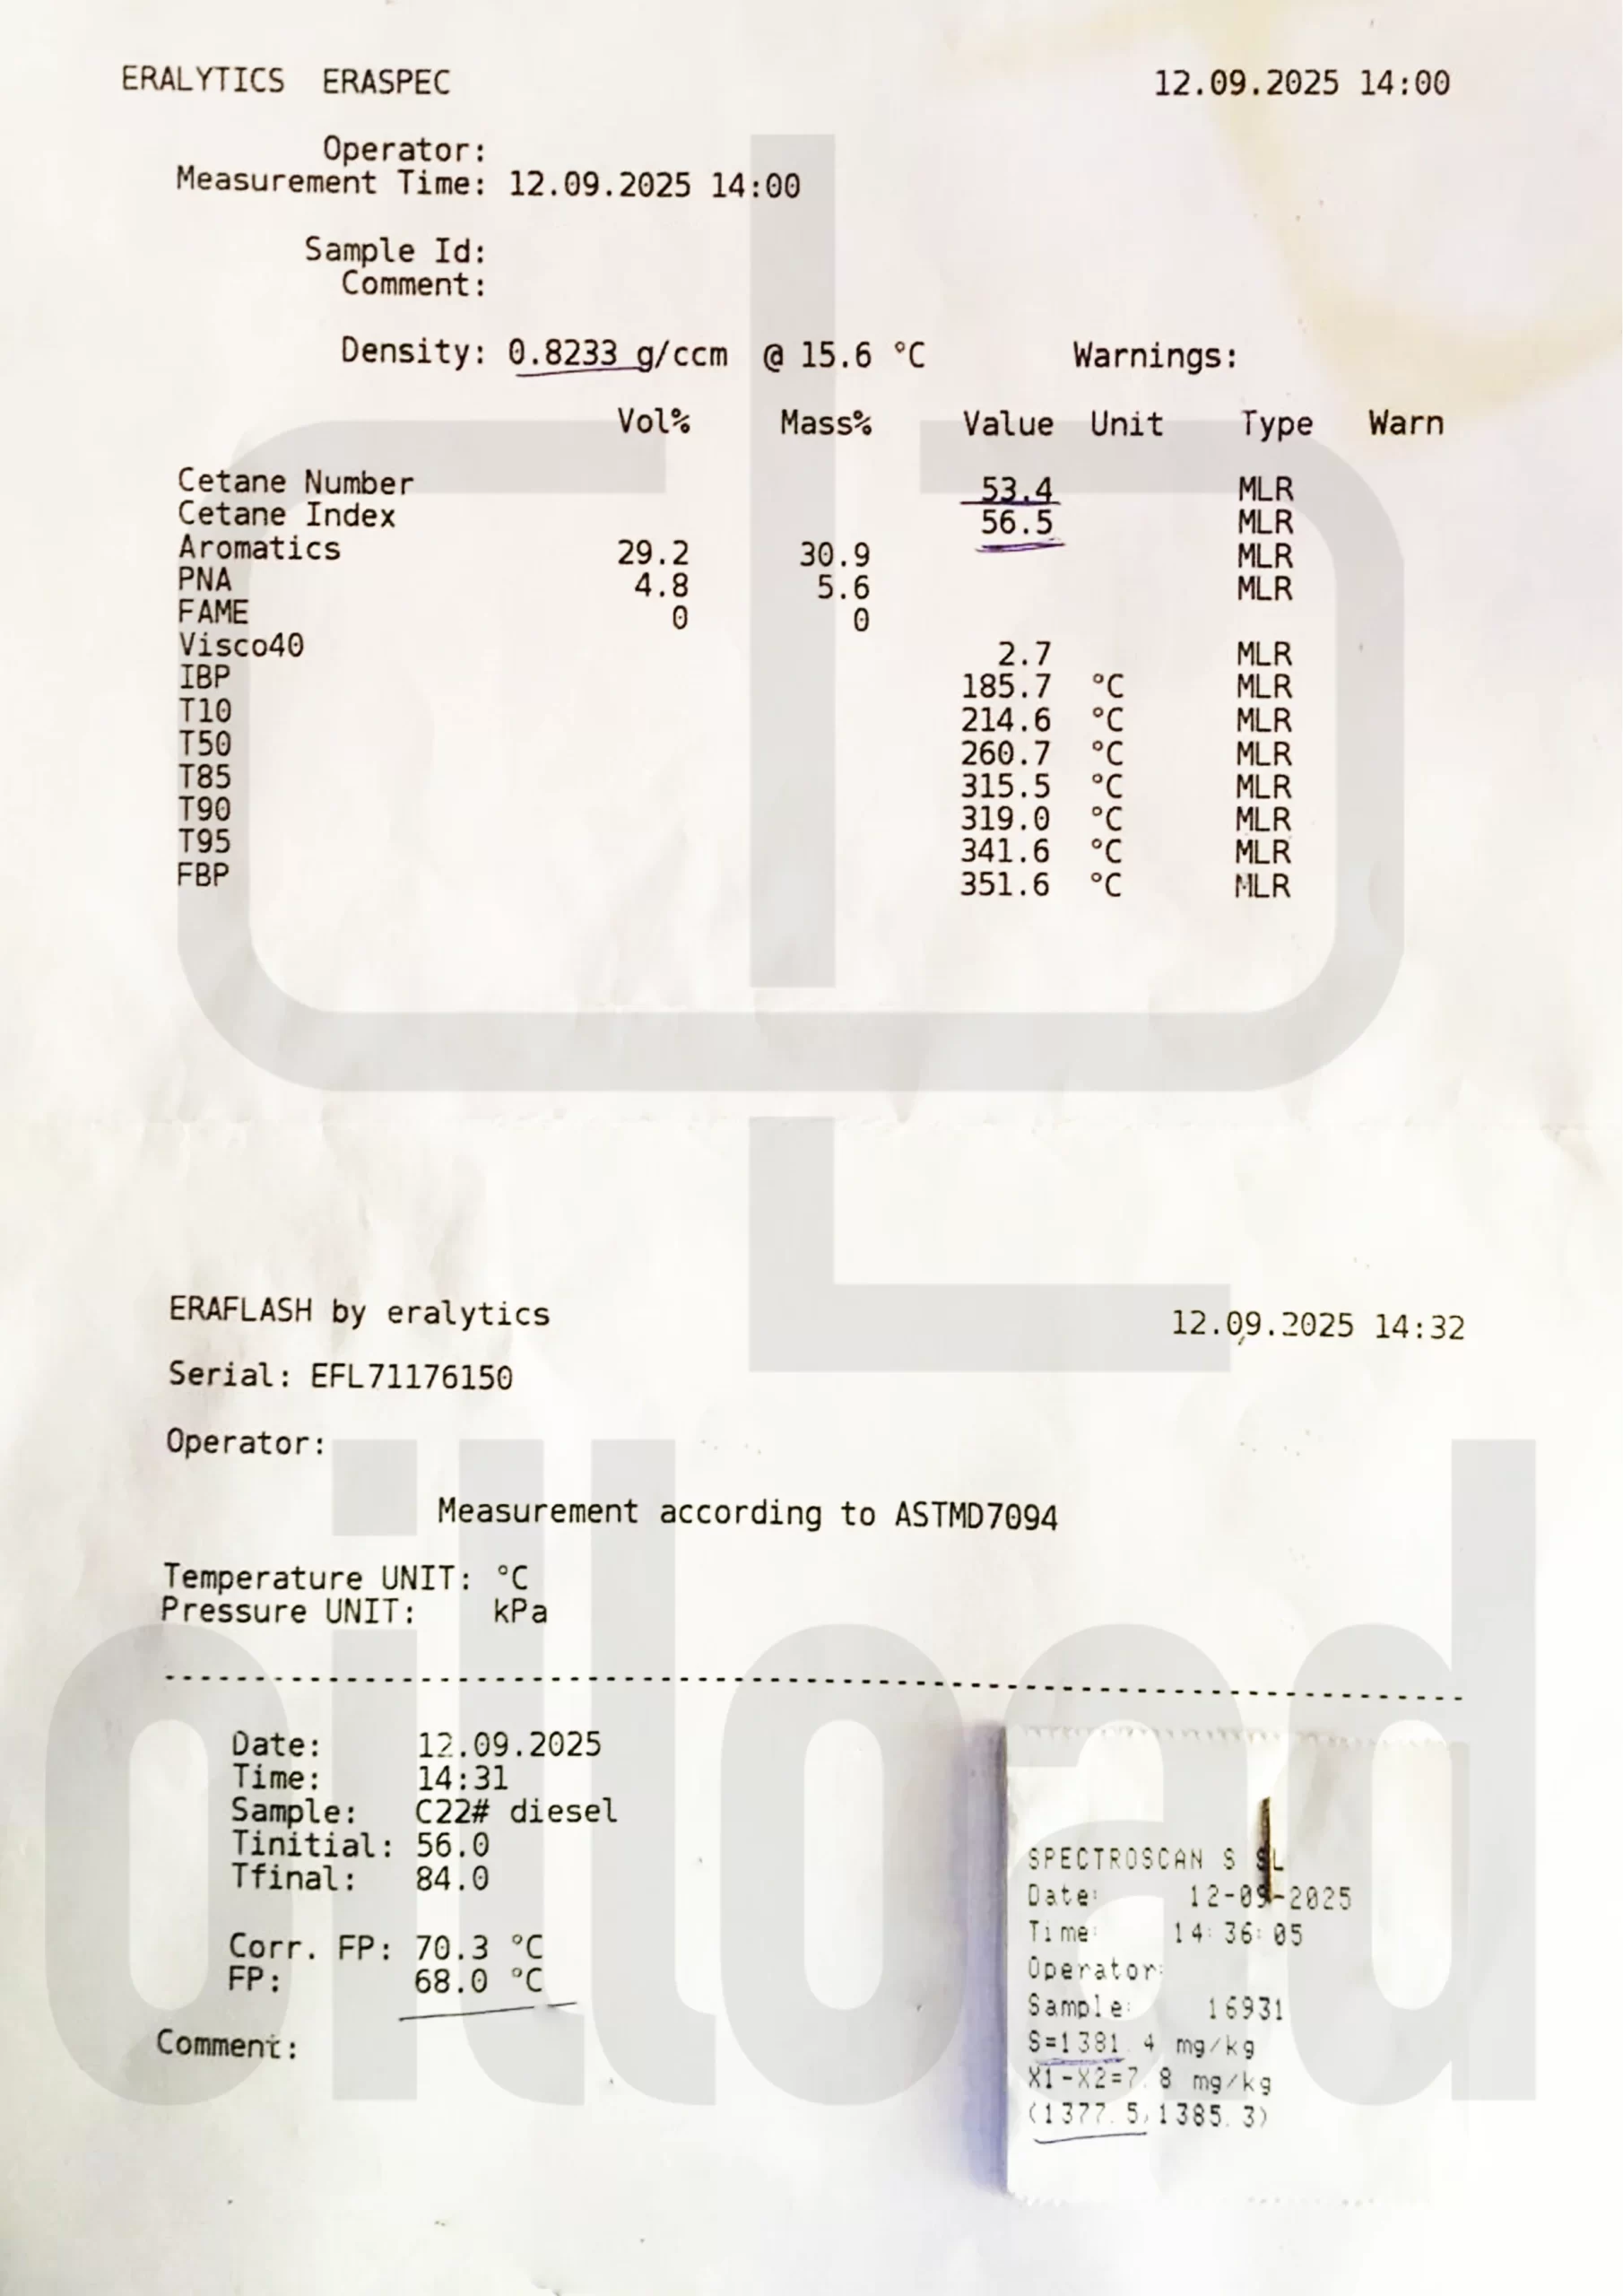 ERALYTICS ERASPEC 12.09.2025 14:00
Operator:
Measurement Time: 12.09.2025 14:00
Sample Id:
Comment:
Density: 0.8233 g/ccm @ 15.6 °C Warnings:
Vol% Mass% Value Unit Type Warn
Cetane Number 53.4 MLR
Cetane Index 56.5 MLR
Aromatics 29.2 30.9 MLR
PNA 4.8 5.6 MLR
FAME 0 0
Visco40 2.7 MLR
IBP 185.7 °C MLR
T10 214.6 °C MLR
T50 260.7 °C MLR
T85 315.5 °C MLR
T90 319.0 °C MLR
T95 341.6 °C MLR
FBP 351.6 °C MLR
ERAFLASH by eralytics 12.09.2025 14:32
Serial: EFL71176150
Operator:
Measurement according to ASTMD7094
Temperature UNIT: °C
Pressure UNIT: kPa
oilload
Date: 12.09.2025
Time: 14:31
Sample: C22# diesel
Tinitial: 56.0
Tfinal: 84.0
Corr. FP: 70.3 °C
FP: 68.0 °C
Comment:
SPECTROSCAN S SL
Date: 12-09-2025
Time: 14:36:05
Operator:
Sample: 16931
S=1381.4 mg/kg
X1-X2=7.8 mg/kg
(1377.5,1385.3)